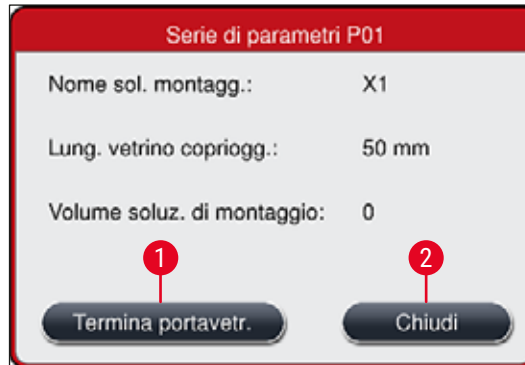 Serie di parametri P01
Nome sol. montagg.: X1
Lung. vetrino copriogg.: 50 mm
Volume soluz. di montaggio: 0
1 2
Termina portavetr. Chiudi